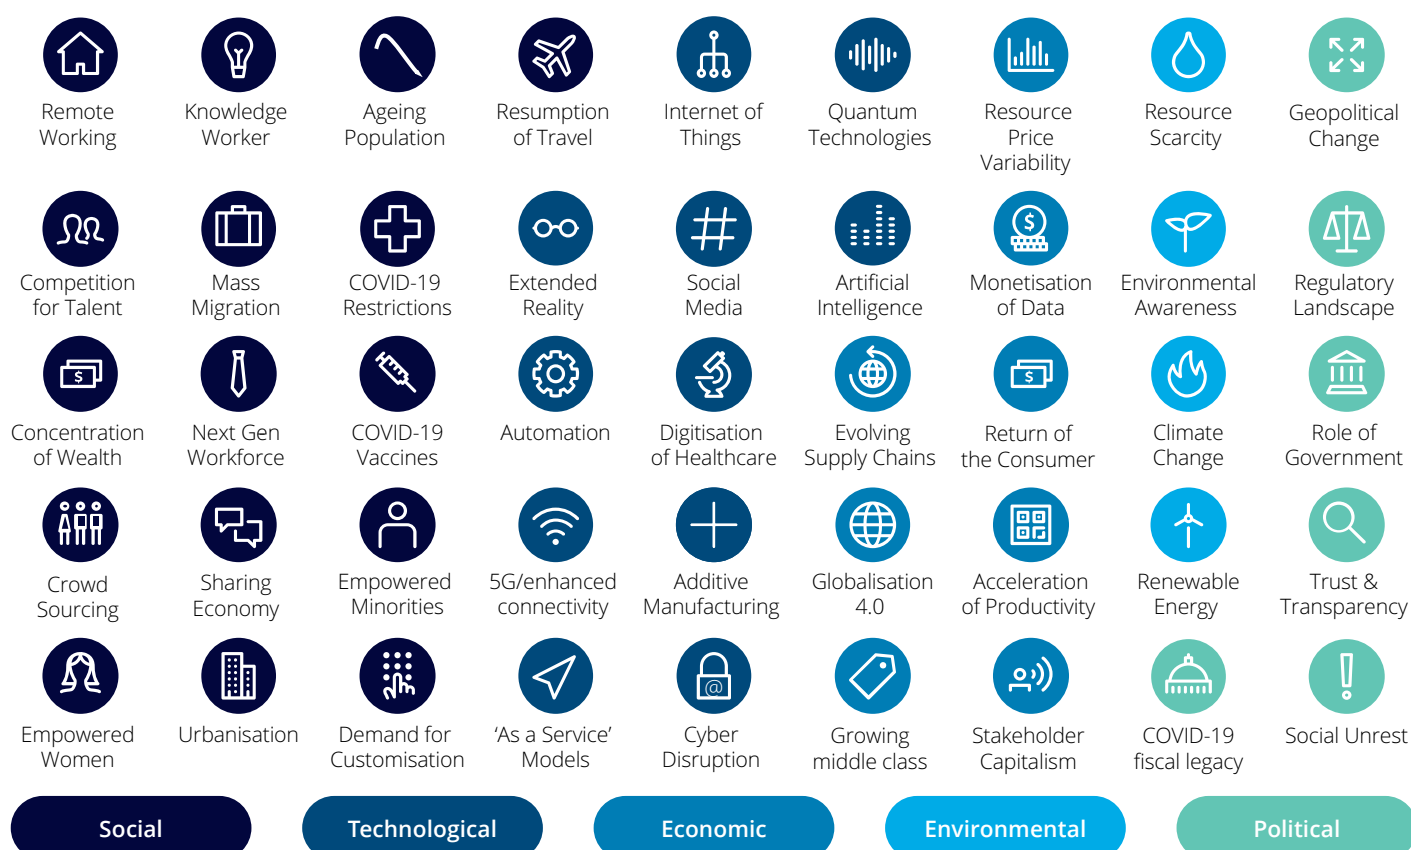 Remote
Working
Knowledge
Worker
Ageing
Population
Resumption
of Travel
Internet of
Things
Quantum
Technologies
Resource
Price
Variability
Resource
Scarcity
Geopolitical
Change
Competition
for Talent
Mass
Migration
COVID-19
Restrictions
Extended
Reality
Social
Media
Artificial
Intelligence
$
Monetisation
of Data
Environmental
Awareness
Regulatory
Landscape
$
Concentration
of Wealth
Next Gen
Workforce
COVID-19
Vaccines
Automation
Digitisation
of Healthcare
Evolving
Supply Chains
$
Return of
the Consumer
Climate
Change
Role of
Government
Crowd
Sourcing
Sharing
Economy
Empowered
Minorities
5G/enhanced
connectivity
Additive
Manufacturing
Globalisation
4.0
Acceleration
of Productivity
Renewable
Energy
Trust &
Transparency
Empowered
Women
Urbanisation
Demand for
Customisation
‘As a Service’
Models
@
Cyber
Disruption
Growing
middle class
Stakeholder
Capitalism
COVID-19
fiscal legacy
Social Unrest
Social
Technological
Economic
Environmental
Political